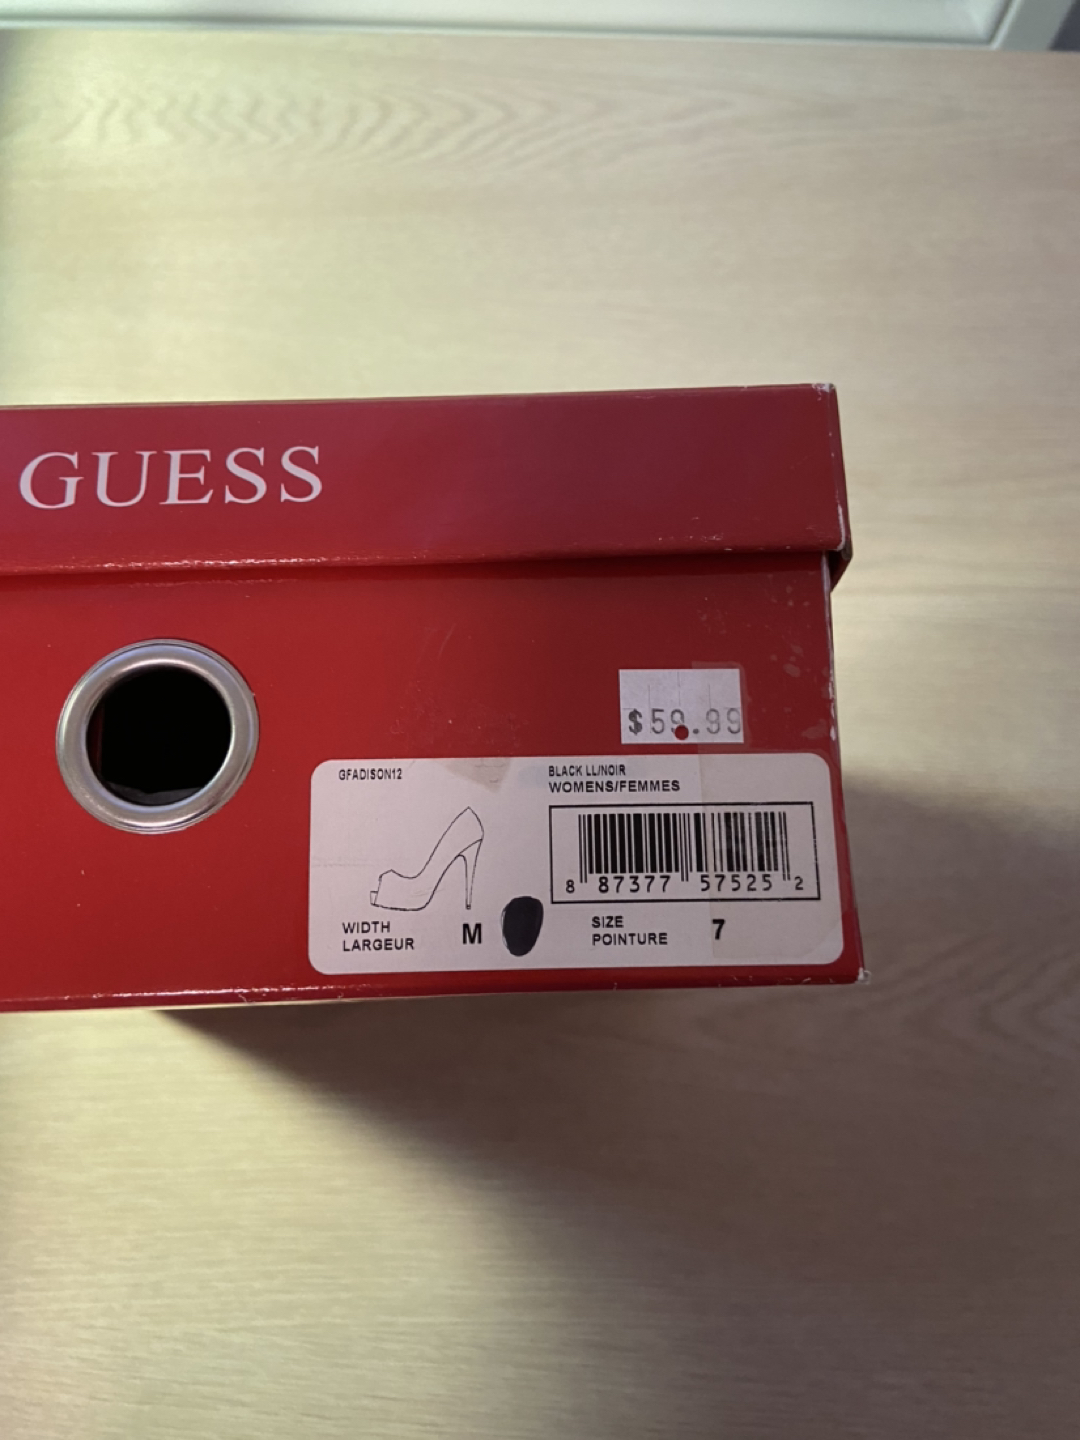 GUESS
$59.99
GFADISON12
BLACK LL/NOIR
WOMENS/FEMMES
8 87377 57525 2
WIDTH
LARGEUR
M
SIZE
POINTURE
7